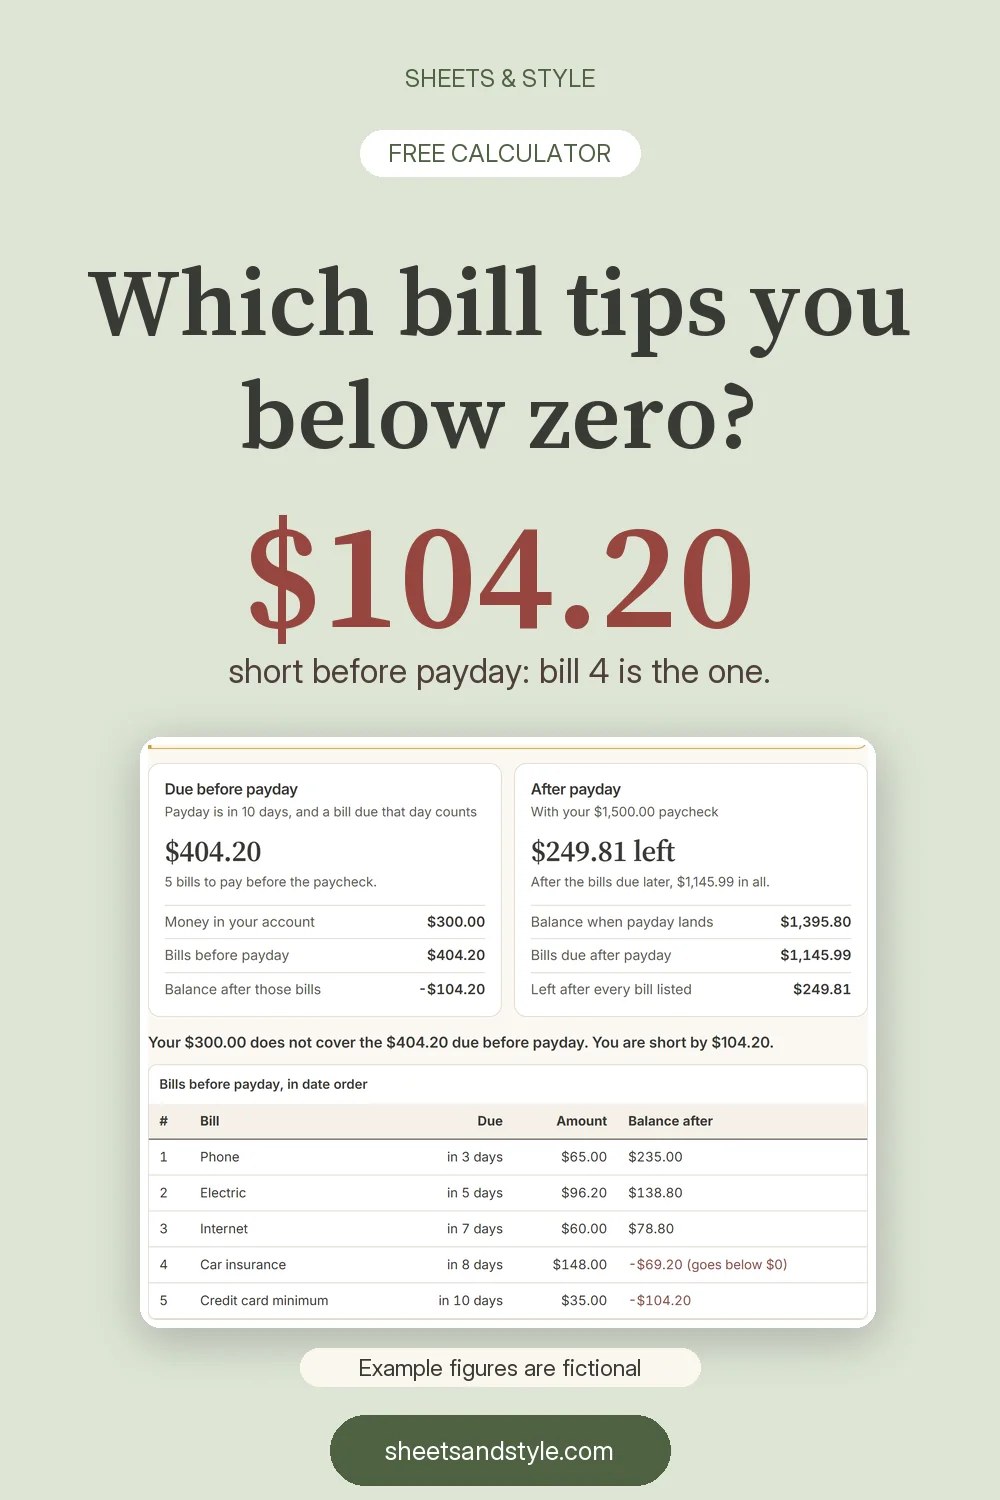 SHEETS & STYLE
FREE CALCULATOR
Which bill tips you
below zero?
$104.20
short before payday: bill 4 is the one.
Due before payday
Payday is in 10 days, and a bill due that day counts
$404.20
5 bills to pay before the paycheck.
Money in your account $300.00
Bills before payday $404.20
Balance after those bills -$104.20
After payday
With your $1,500.00 paycheck
$249.81 left
After the bills due later, $1,145.99 in all.
Balance when payday lands $1,395.80
Bills due after payday $1,145.99
Left after every bill listed $249.81
Your $300.00 does not cover the $404.20 due before payday. You are short by $104.20.
Bills before payday, in date order
# Bill Due Amount Balance after
1 Phone in 3 days $65.00 $235.00
2 Electric in 5 days $96.20 $138.80
3 Internet in 7 days $60.00 $78.80
4 Car insurance in 8 days $148.00 -$69.20 (goes below $0)
5 Credit card minimum in 10 days $35.00 -$104.20
Example figures are fictional
sheetsandstyle.com